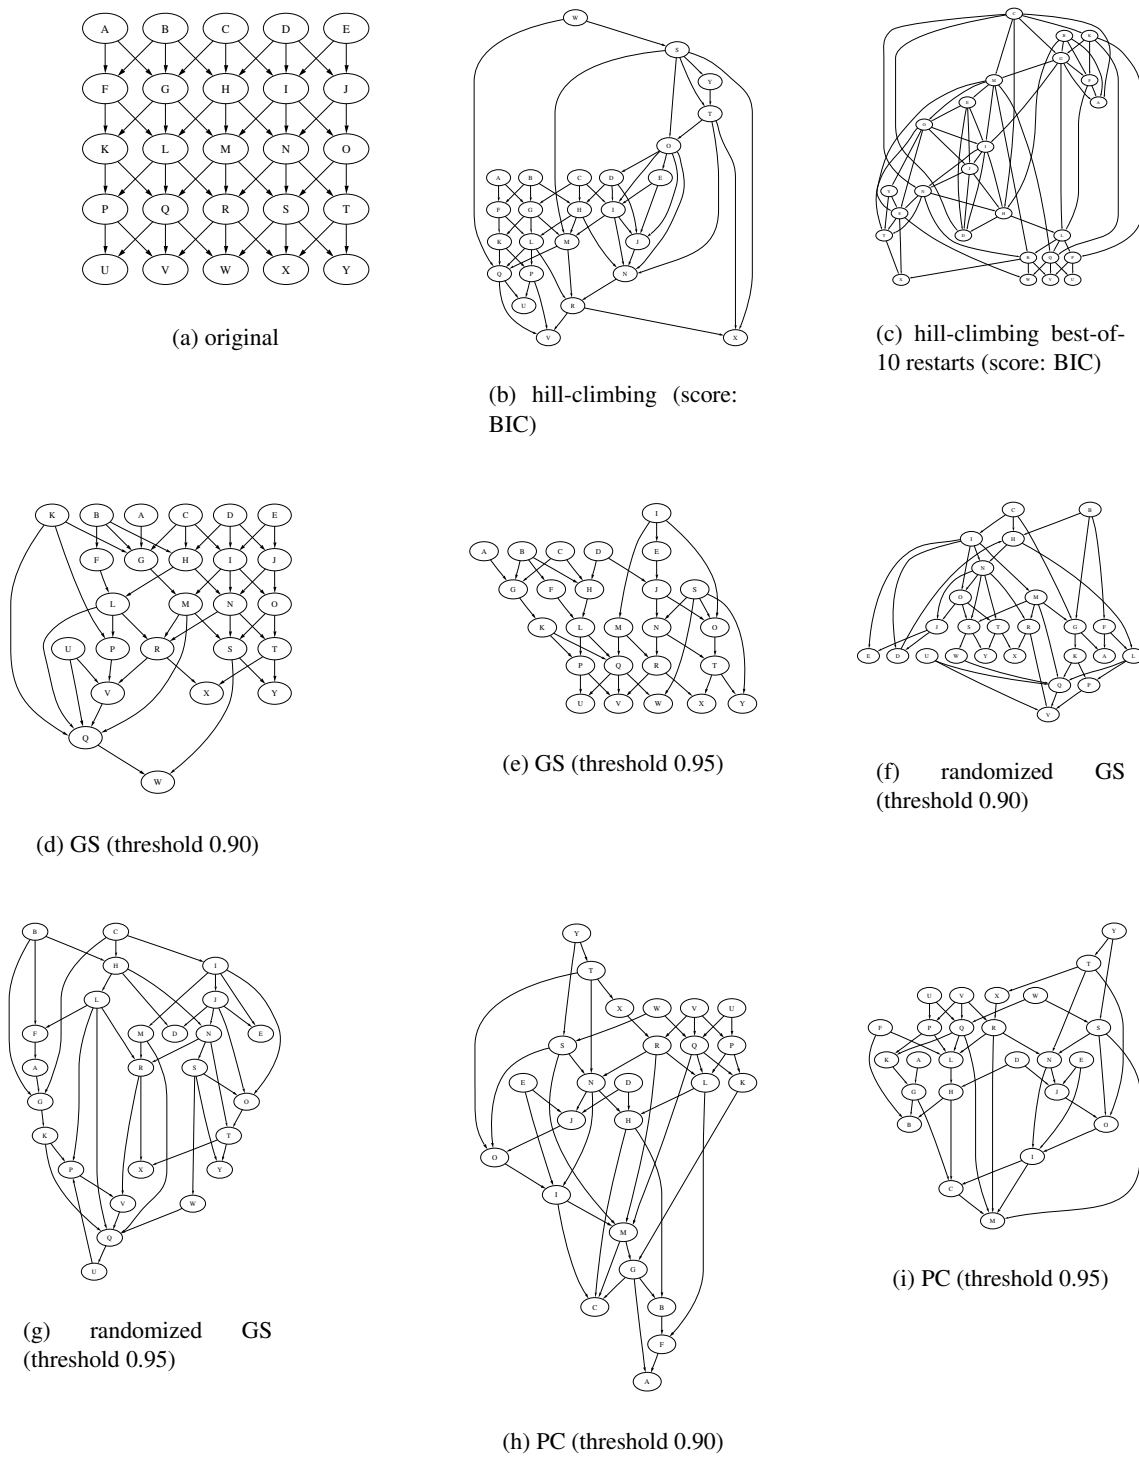 A B C D E
F G H I J
K L M N O
P Q R S T
U V W X Y
(a) original
W
S
Y
T
O
A B C D E
F G H I
K L M J
Q P N
U R
V X
(b) hill-climbing (score:
BIC)
C
G
M
I
J
H
D
L
(c) hill-climbing best-of-
10 restarts (score: BIC)
K B A C D E
F G H I J
L M N O
U P R S T
V X Y
Q
W
(d) GS (threshold 0.90)
I
A B C D E
G F H J S
K L M N O
P Q R T
U V W X Y
(e) GS (threshold 0.95)
C B
I H
N
O M
J S T R G F
E D U W Y X K A L
Q P
V
(f) randomized GS
(threshold 0.90)
B C
H I
L J
F M D N E
A R S
G O
K T
P X Y
V W
Q
U
(g) randomized GS
(threshold 0.95)
Y
T
X W V U
S R Q P
E N D L K
J H
O
I
M
G
C B
F
A
(h) PC (threshold 0.90)
Y
T
U V X W
F P Q R S
K A L D N E
G H J
B O
I
C
M
(i) PC (threshold 0.95)